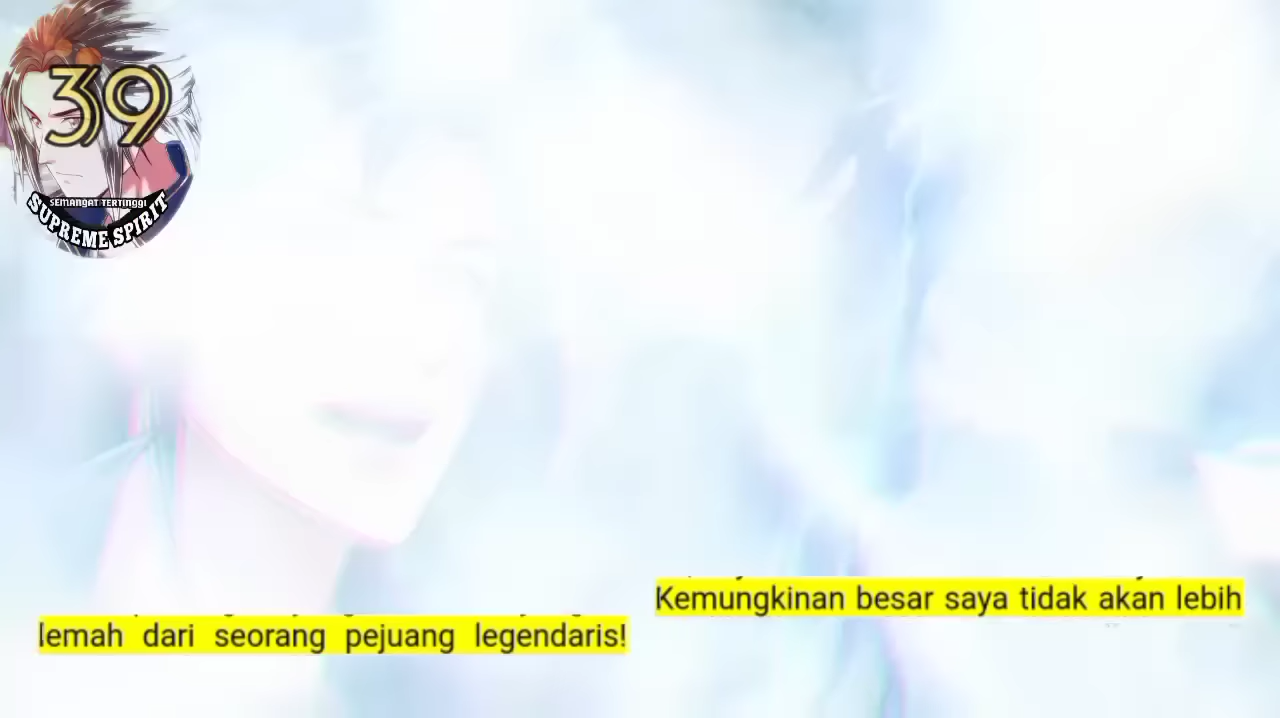 39
SEMANGAT TERTINGGI
SUPREME SPIRIT
Kemungkinan besar saya tidak akan lebih
lemah dari seorang pejuang legendaris!